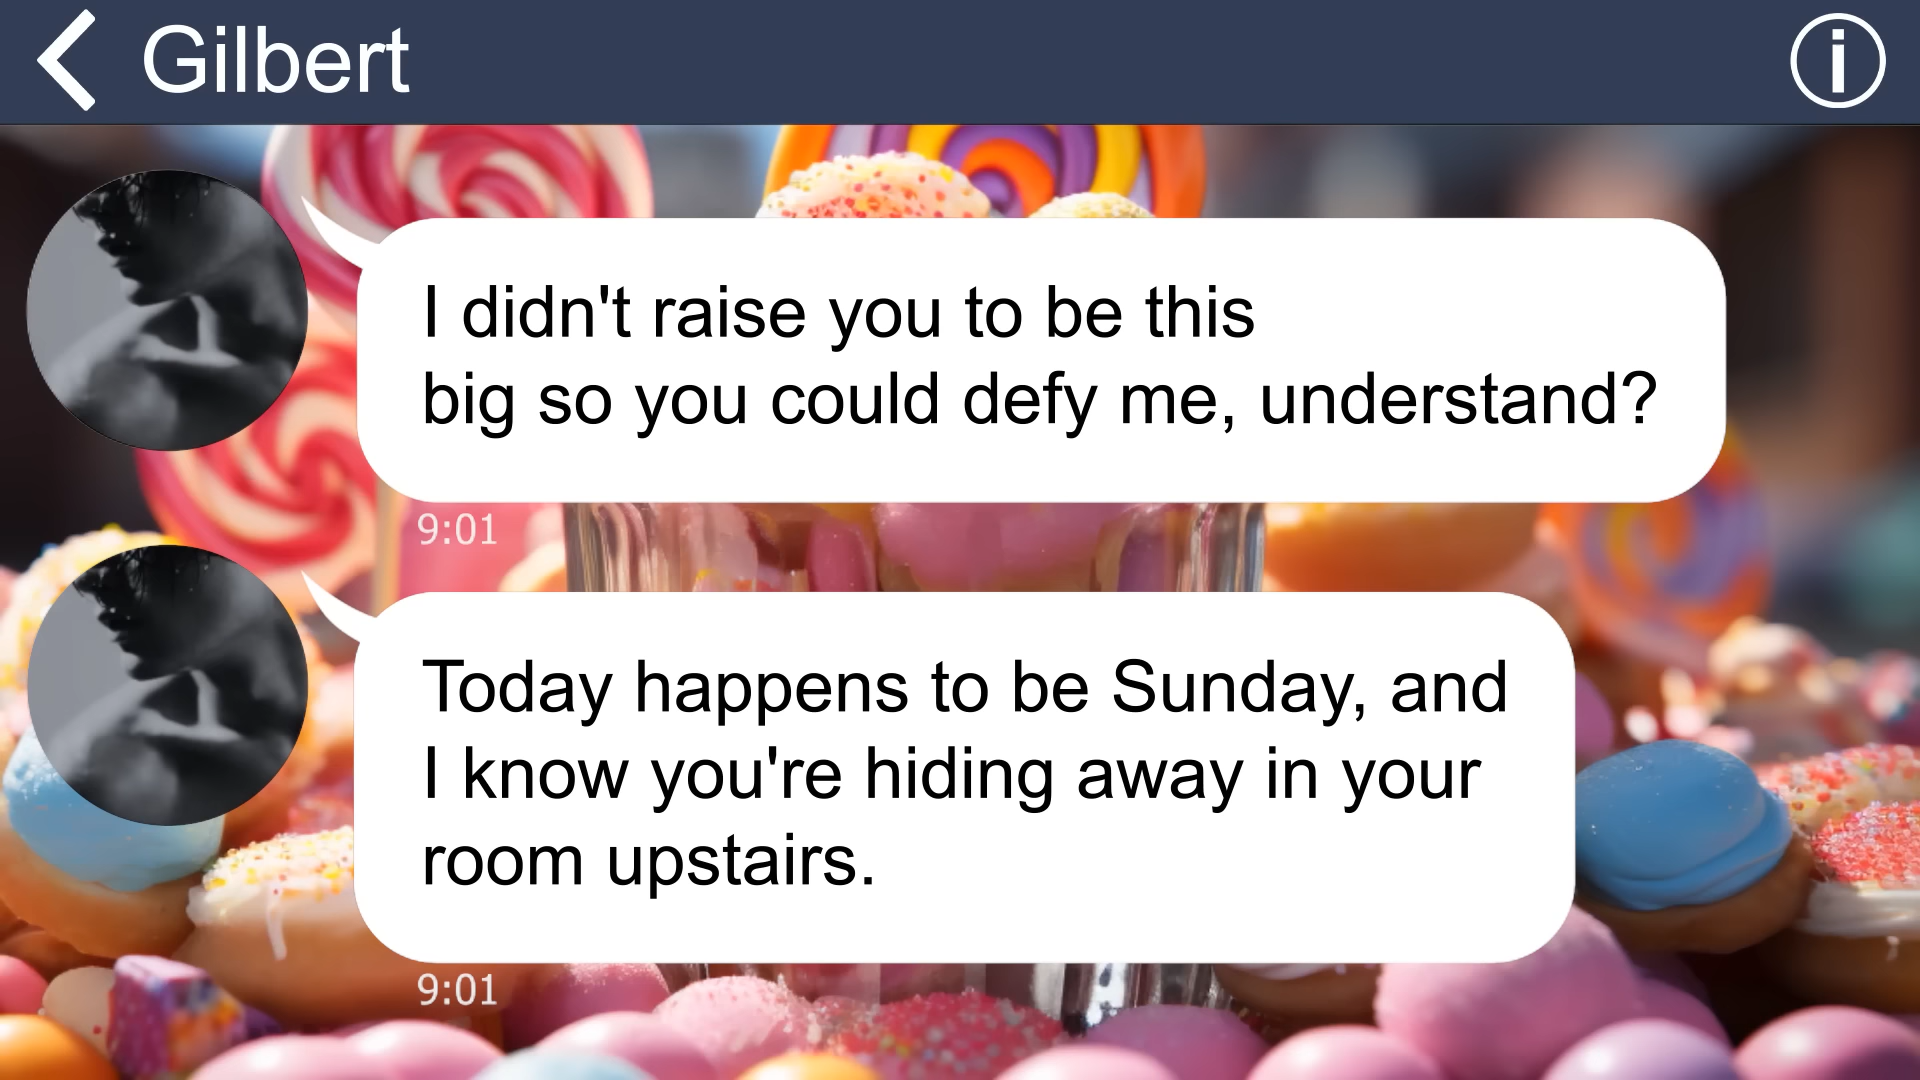 Gilbert
I didn't raise you to be this
big so you could defy me, understand?
9:01
Today happens to be Sunday, and
I know you're hiding away in your
room upstairs.
9:01